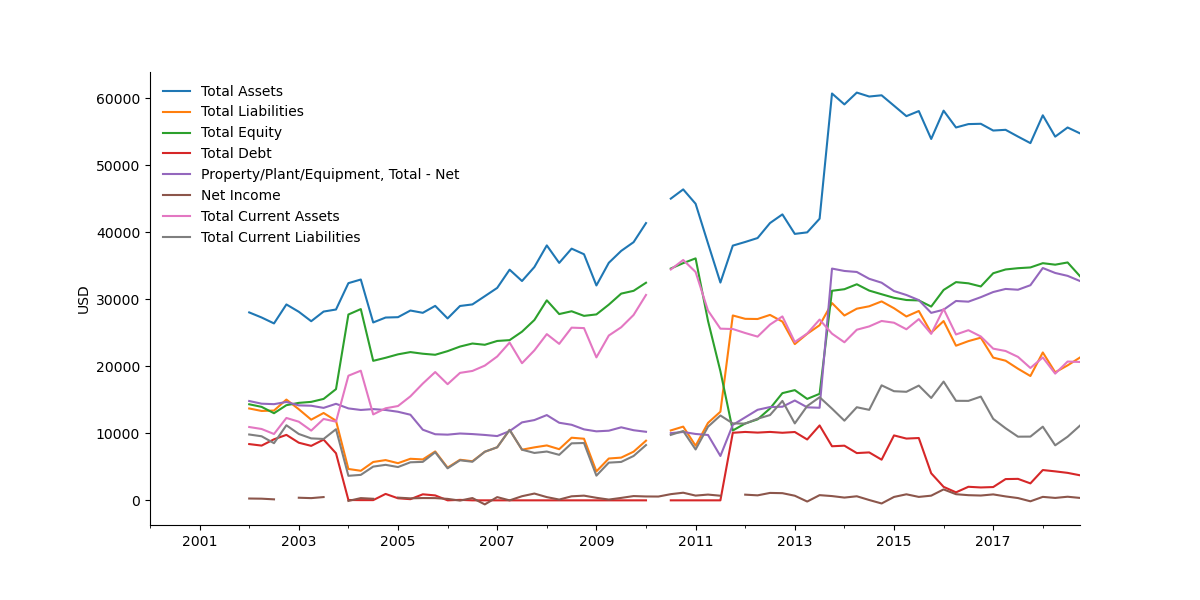 60000
50000
40000
30000
20000
10000
0
USD
Total Assets
Total Liabilities
Total Equity
Total Debt
Property/Plant/Equipment, Total - Net
Net Income
Total Current Assets
Total Current Liabilities
2001 2003 2005 2007 2009 2011 2013 2015 2017